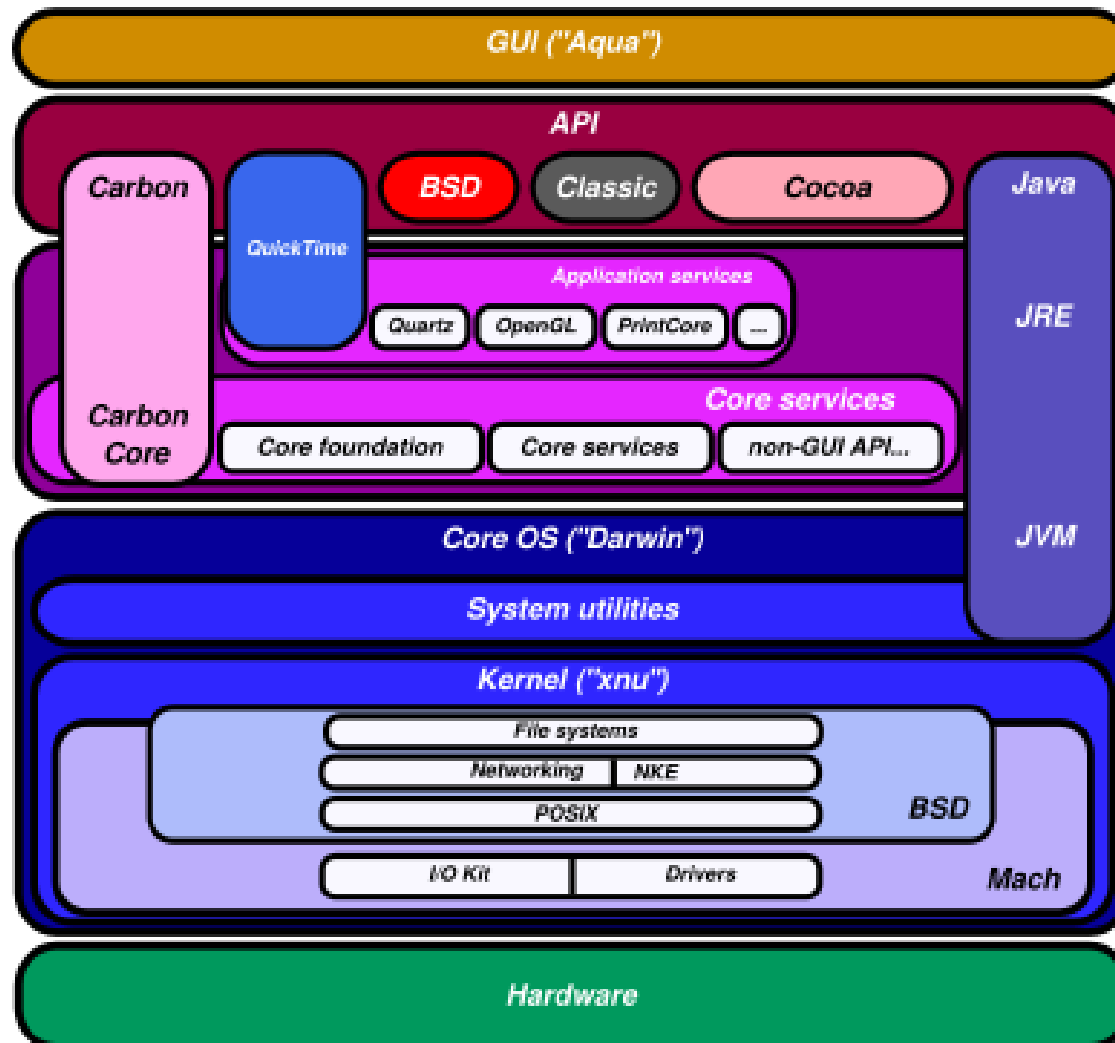 GUI ("Aqua")
API
Carbon
QuickTime
BSD
Classic
Cocoa
Java
Application services
Quartz
OpenGL
PrintCore
...
JRE
Carbon
Core
Core services
Core foundation
Core services
non-GUI API...
Core OS ("Darwin")
JVM
System utilities
Kernel ("xnu")
File systems
Networking
NKE
POSIX
BSD
I/O Kit
Drivers
Mach
Hardware